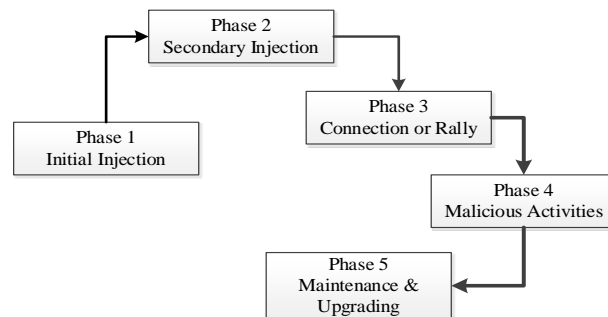 Phase 1
Initial Injection
Phase 2
Secondary Injection
Phase 3
Connection or Rally
Phase 4
Malicious Activities
Phase 5
Maintenance &
Upgrading